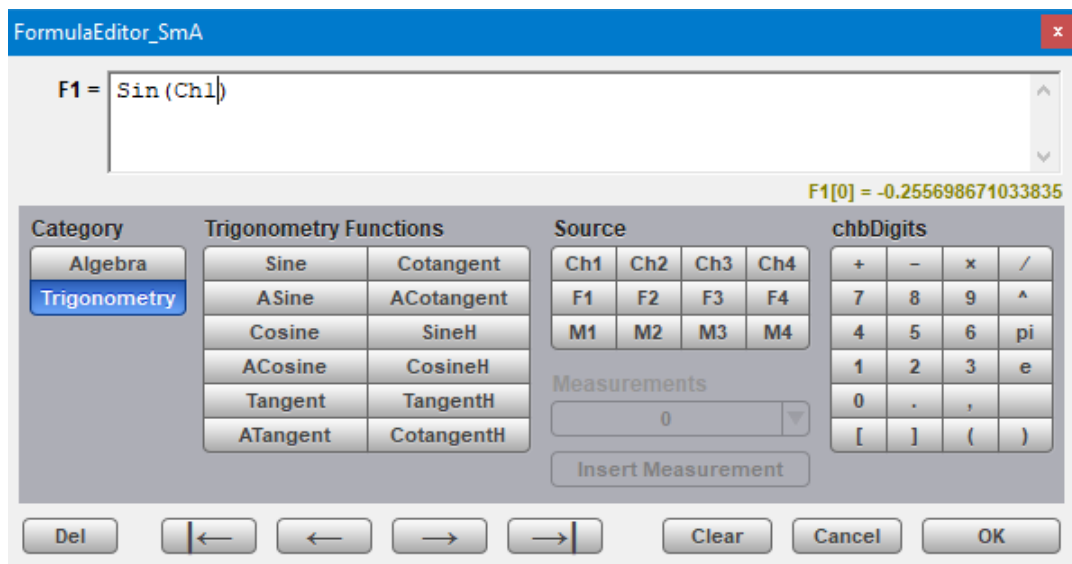 FormulaEditor_SmA x
F1 = Sin(Ch1)
F1[0] = -0.255698671033835
Category Trigonometry Functions Source chbDigits
Algebra Sine Cotangent Ch1 Ch2 Ch3 Ch4 + - × /
Trigonometry ASine ACotangent F1 F2 F3 F4 7 8 9 ^
Cosine SineH M1 M2 M3 M4 4 5 6 pi
ACosine CosineH Measurements 1 2 3 e
Tangent TangentH 0 0 . ,
ATangent CotangentH [ ] ( )
Insert Measurement
Del |← ← → →| Clear Cancel OK